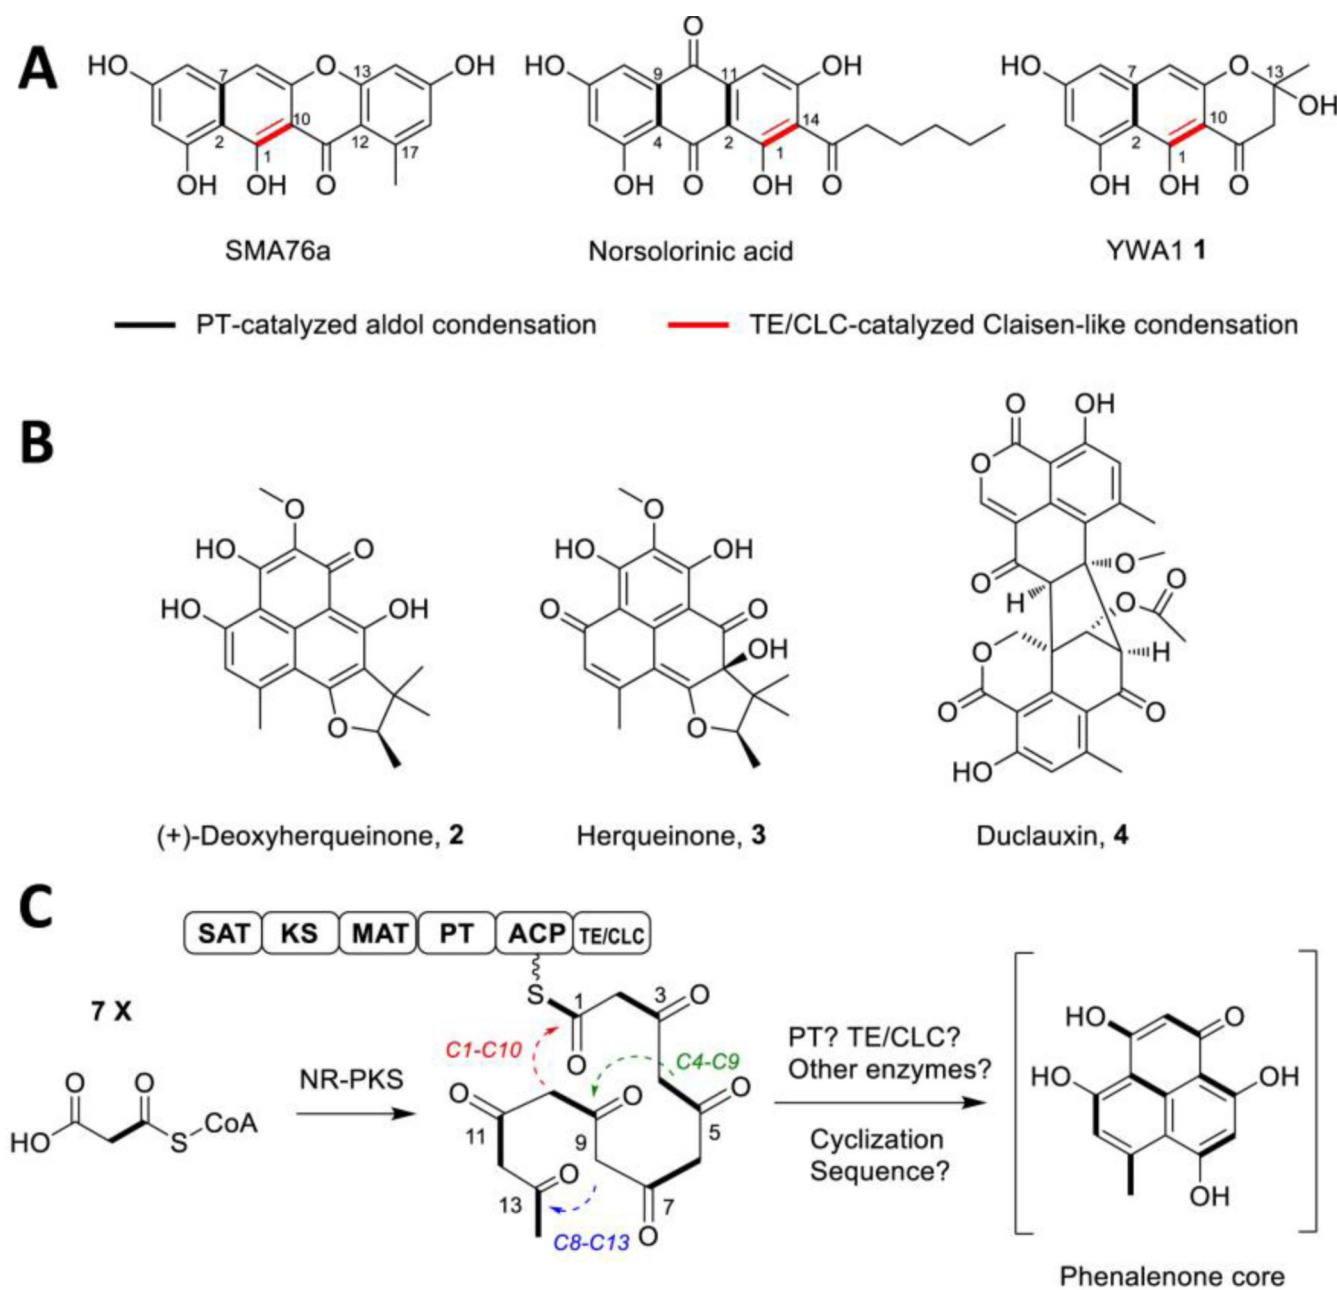 A
HO
7
O
13
OH
10
2
1
12
17
OH
OH
O
SMA76a
O
HO
9
11
OH
4
2
1
14
OH
O
OH
O
Norsolorinic acid
HO
7
O
13
OH
10
2
1
OH
OH
O
YWA1 1
PT-catalyzed aldol condensation
TE/CLC-catalyzed Claisen-like condensation
B
O
HO
O
HO
OH
O
(+)-Deoxyherqueinone, 2
O
HO
OH
O
O
OH
O
Herqueinone, 3
O
OH
O
O
O
H
O
O
O
H
O
O
HO
Duclauxin, 4
C
SAT KS MAT PT ACP TE/CLC
7 X
O
O
HO
S
CoA
NR-PKS
S
1
3
O
O
C1-C10
C4-C9
O
O
O
11
9
5
O
13
7
O
C8-C13
PT? TE/CLC?
Other enzymes?
Cyclization
Sequence?
HO
O
HO
OH
OH
Phenalenone core